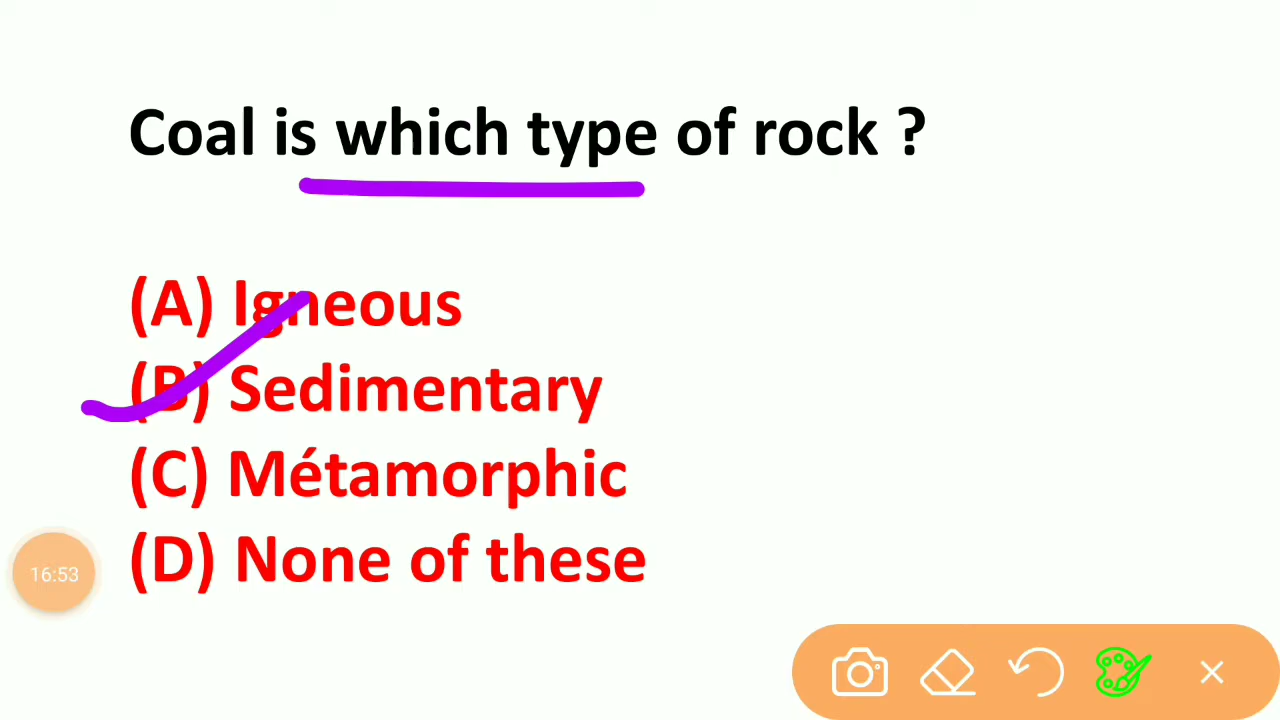 Coal is which type of rock ?
(A) Igneous
(B) Sedimentary
(C) Métamorphic
(D) None of these
16:53